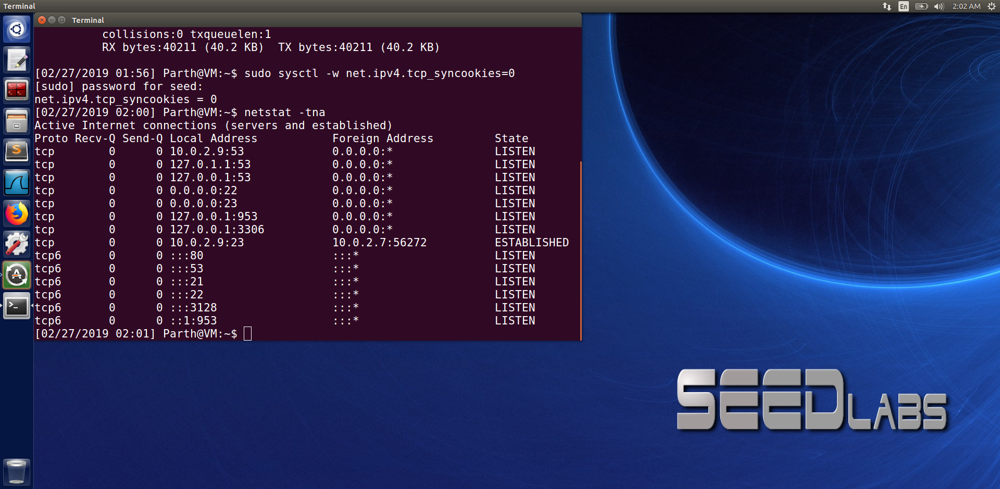 Terminal
En
2:02 AM
Terminal
collisions:0 txqueuelen:1
RX bytes:40211 (40.2 KB)  TX bytes:40211 (40.2 KB)
[02/27/2019 01:56] Parth@VM:~$ sudo sysctl -w net.ipv4.tcp_syncookies=0
[sudo] password for seed:
net.ipv4.tcp_syncookies = 0
[02/27/2019 02:00] Parth@VM:~$ netstat -tna
Active Internet connections (servers and established)
Proto Recv-Q Send-Q Local Address           Foreign Address         State
tcp        0      0 10.0.2.9:53             0.0.0.0:*               LISTEN
tcp        0      0 127.0.1.1:53            0.0.0.0:*               LISTEN
tcp        0      0 127.0.0.1:53            0.0.0.0:*               LISTEN
tcp        0      0 0.0.0.0:22              0.0.0.0:*               LISTEN
tcp        0      0 0.0.0.0:23              0.0.0.0:*               LISTEN
tcp        0      0 127.0.0.1:953           0.0.0.0:*               LISTEN
tcp        0      0 127.0.0.1:3306          0.0.0.0:*               LISTEN
tcp        0      0 10.0.2.9:23             10.0.2.7:56272          ESTABLISHED
tcp6       0      0 :::80                   :::*                    LISTEN
tcp6       0      0 :::53                   :::*                    LISTEN
tcp6       0      0 :::21                   :::*                    LISTEN
tcp6       0      0 :::22                   :::*                    LISTEN
tcp6       0      0 :::3128                 :::*                    LISTEN
tcp6       0      0 ::1:953                 :::*                    LISTEN
[02/27/2019 02:01] Parth@VM:~$
SEEDLABS